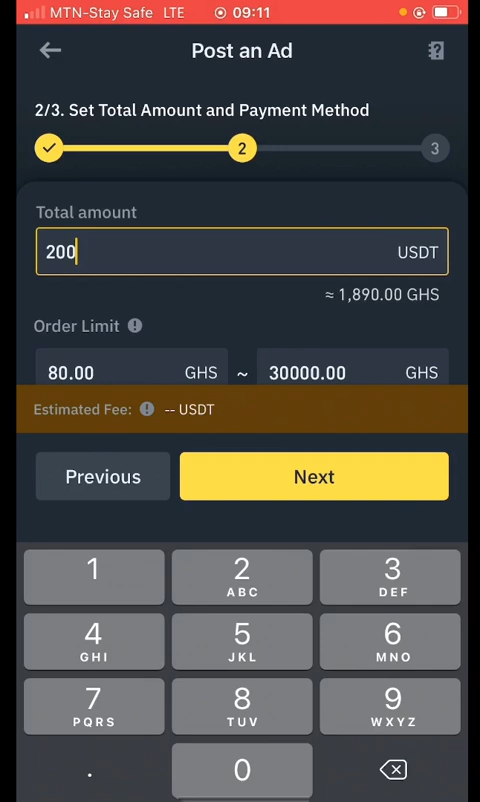 MTN-Stay Safe LTE 09:11
Post an Ad
2/3. Set Total Amount and Payment Method
2 3
Total amount
200 USDT
≈ 1,890.00 GHS
Order Limit
80.00 GHS ~ 30000.00 GHS
Estimated Fee: -- USDT
Previous Next
1 2 3
ABC DEF
4 5 6
GHI JKL MNO
7 8 9
PQRS TUV WXYZ
. 0